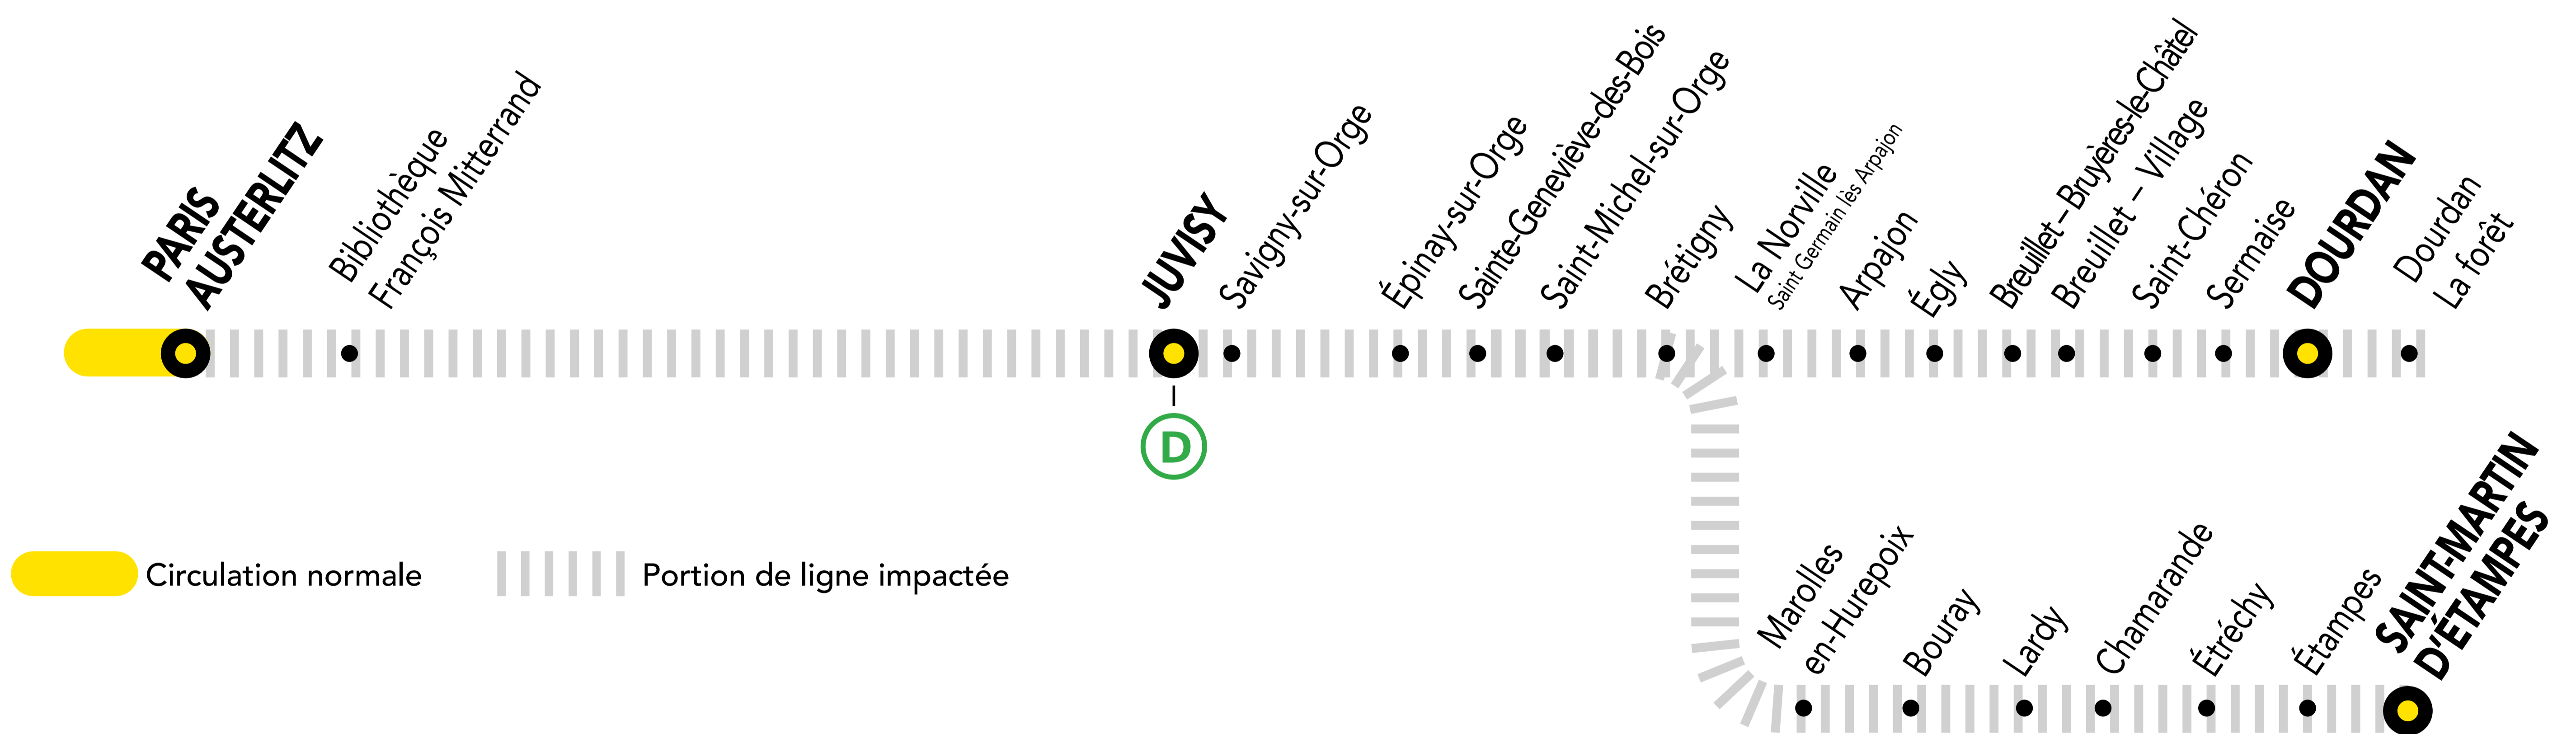 PARIS
AUSTERLITZ
Bibliothèque
François Mitterrand
JUVISY
Savigny-sur-Orge
Épinay-sur-Orge
Sainte-Geneviève-des-Bois
Saint-Michel-sur-Orge
Brétigny
La Norville
Saint Germain lès Arpajon
Arpajon
Égly
Breuillet – Bruyères-le-Châtel
Breuillet – Village
Saint-Chéron
Sermaise
DOURDAN
Dourdan
La forêt
D
Marolles
en-Hurepoix
Bouray
Lardy
Chamarande
Étréchy
Étampes
SAINT-MARTIN
D'ÉTAMPES
Circulation normale
Portion de ligne impactée